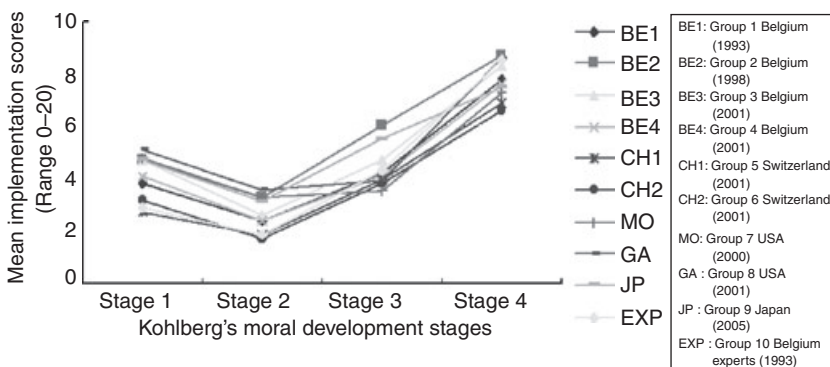 Mean implementation scores
(Range 0–20)
10
8
6
4
2
0
Stage 1
Stage 2
Stage 3
Stage 4
Kohlberg's moral development stages
BE1
BE2
BE3
BE4
CH1
CH2
MO
GA
JP
EXP
BE1: Group 1 Belgium
(1993)
BE2: Group 2 Belgium
(1998)
BE3: Group 3 Belgium
(2001)
BE4: Group 4 Belgium
(2001)
CH1: Group 5 Switzerland
(2001)
CH2: Group 6 Switzerland
(2001)
MO: Group 7 USA
(2000)
GA : Group 8 USA
(2001)
JP : Group 9 Japan
(2005)
EXP : Group 10 Belgium
experts (1993)